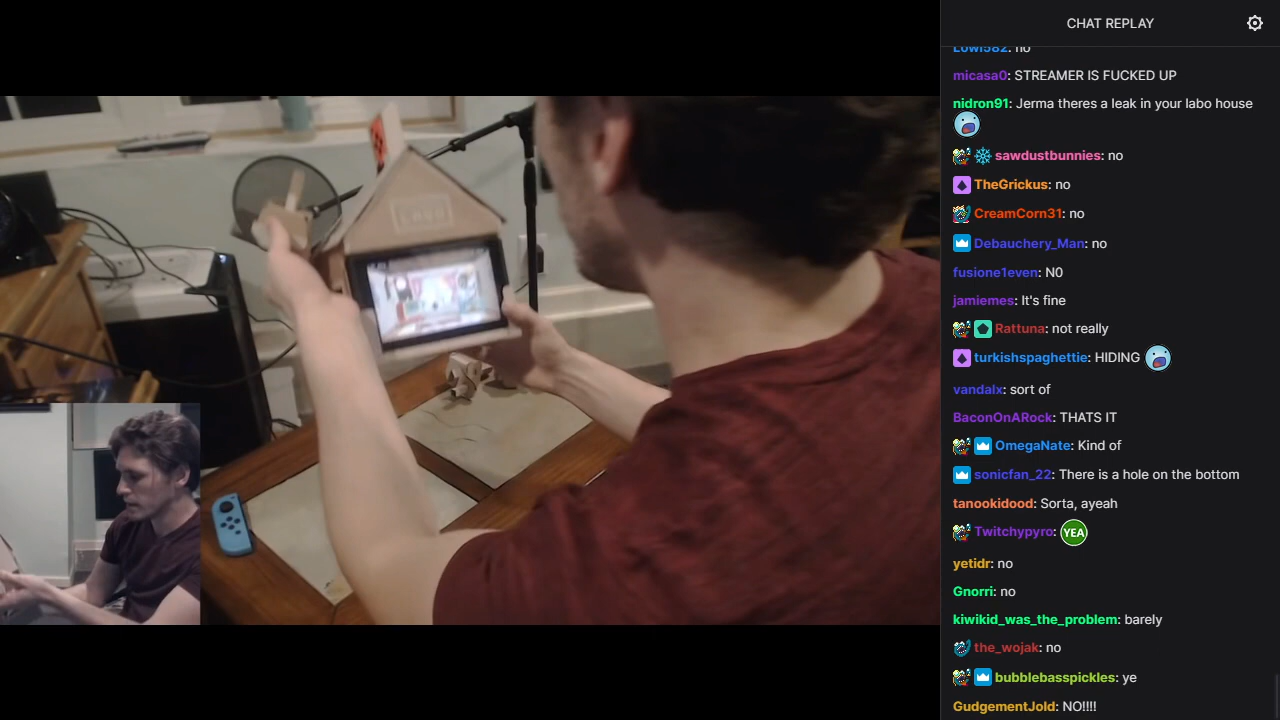 CHAT REPLAY
Lowl582: no
micasa0: STREAMER IS FUCKED UP
nidron91: Jerma theres a leak in your labo house
sawdustbunnies: no
TheGrickus: no
CreamCorn31: no
Debauchery_Man: no
fusione1even: N0
jamiemes: It's fine
Rattuna: not really
turkishspaghettie: HIDING
vandalx: sort of
BaconOnARock: THATS IT
OmegaNate: Kind of
sonicfan_22: There is a hole on the bottom
tanookidood: Sorta, ayeah
Twitchypyro: YEA
yetidr: no
Gnorri: no
kiwikid_was_the_problem: barely
the_wojak: no
bubblebasspickles: ye
GudgementJold: NO!!!!